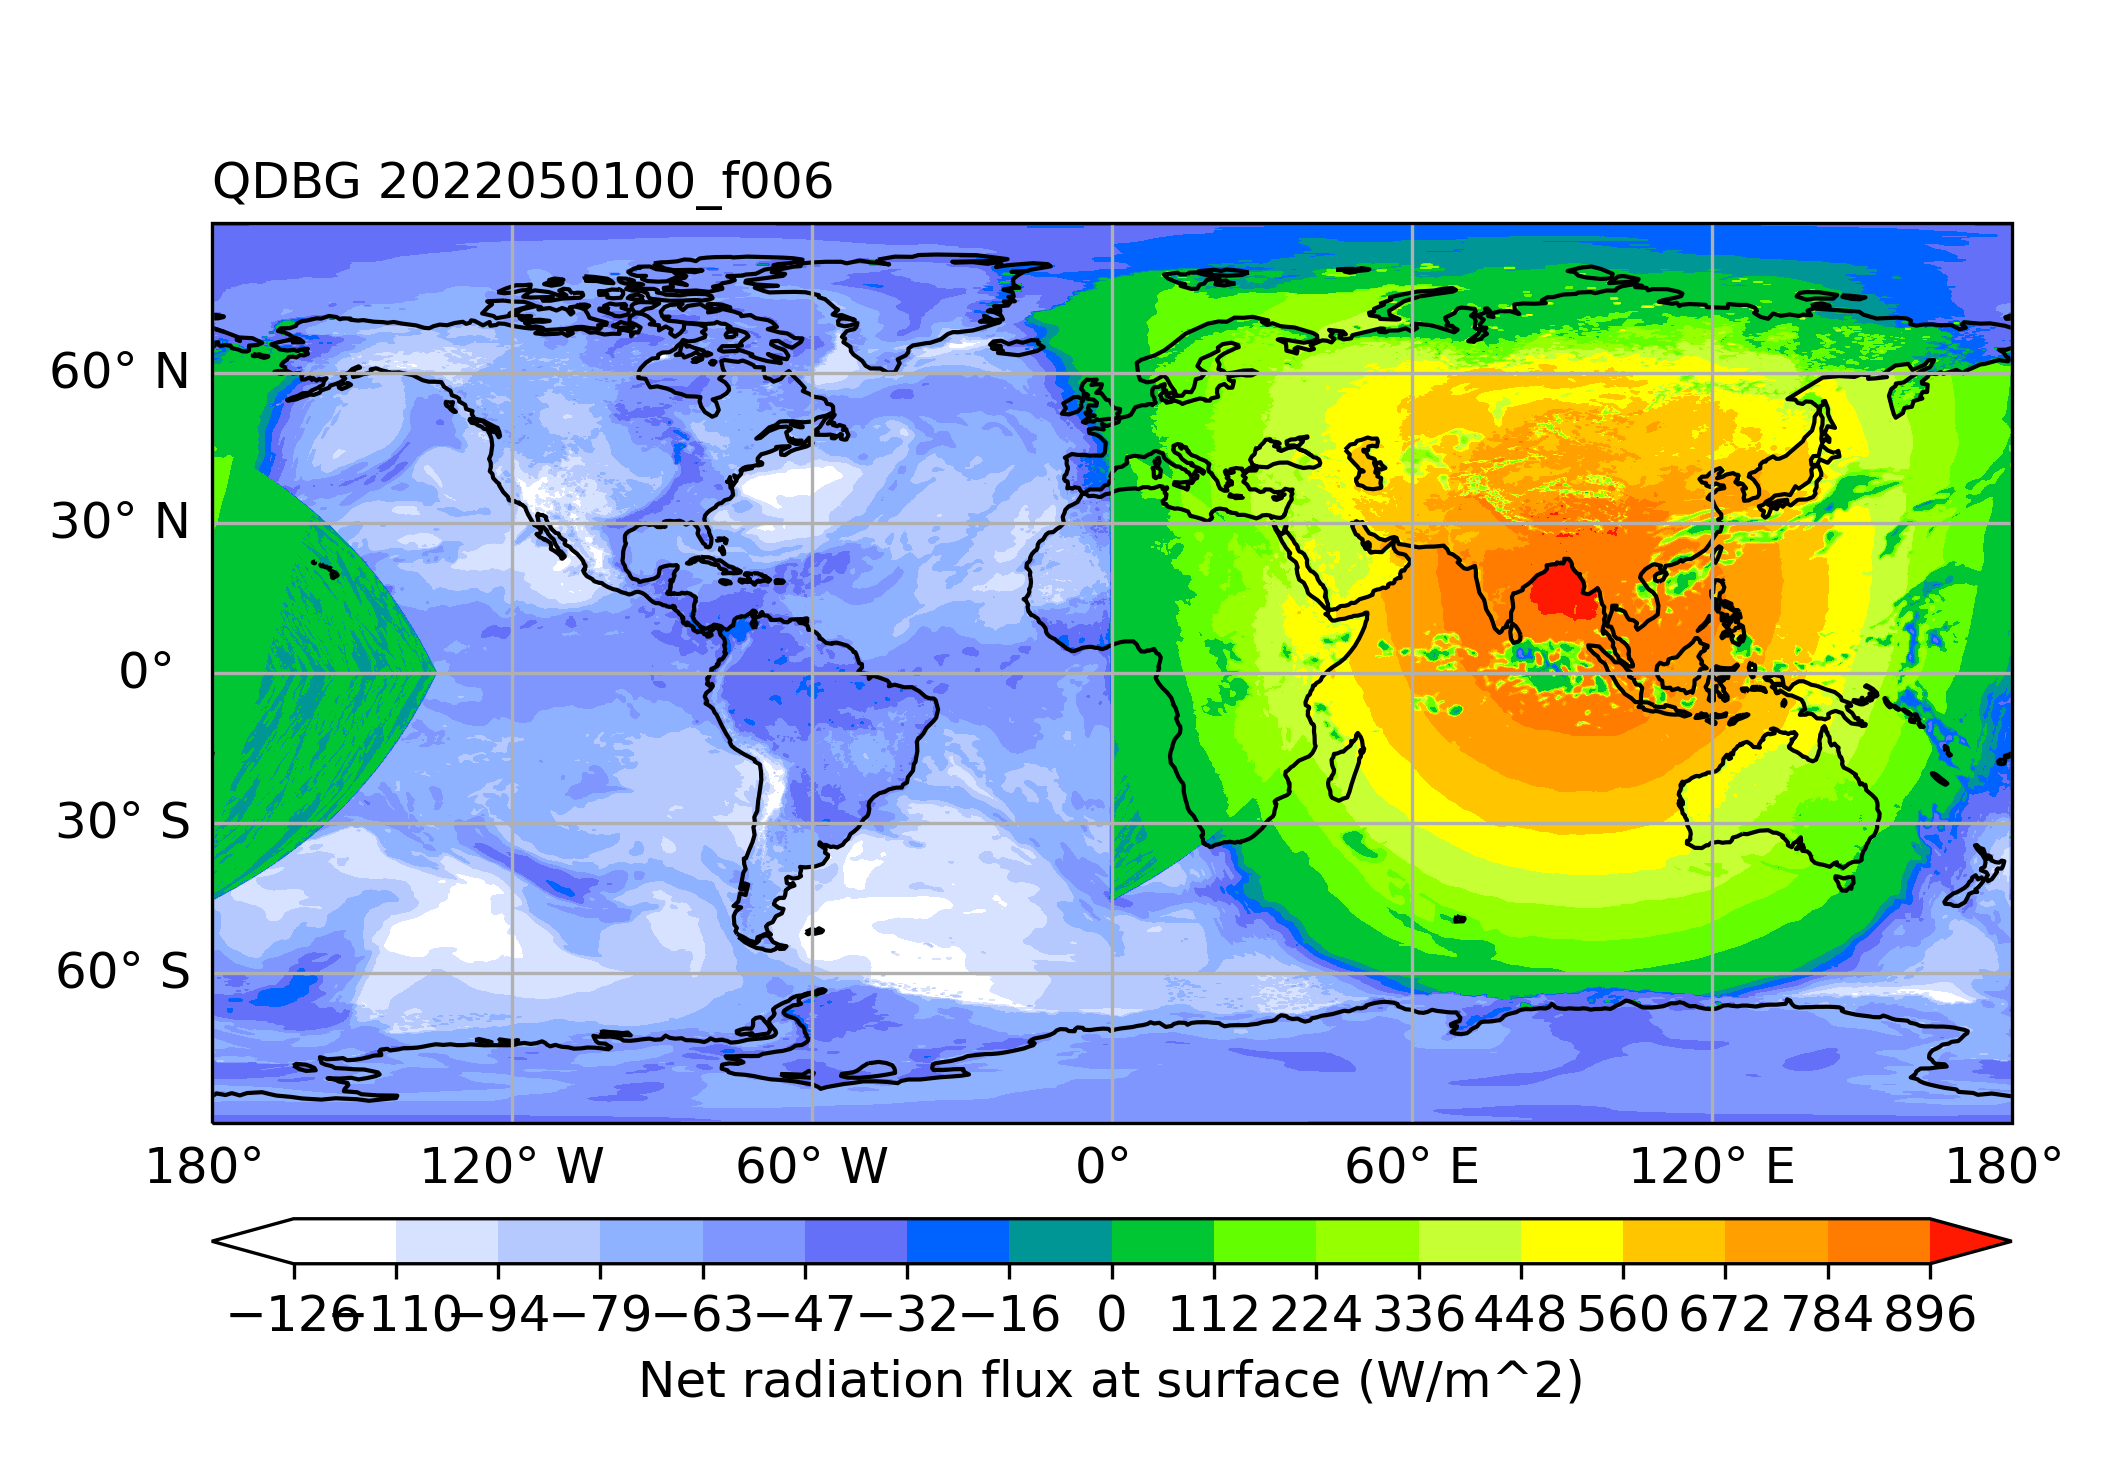 QDBG 2022050100_f006
60° N
30° N
0°
30° S
60° S
180° 120° W 60° W 0° 60° E 120° E 180°
−126 −110 −94 −79 −63 −47 −32 −16 0 112 224 336 448 560 672 784 896
Net radiation flux at surface (W/m^2)